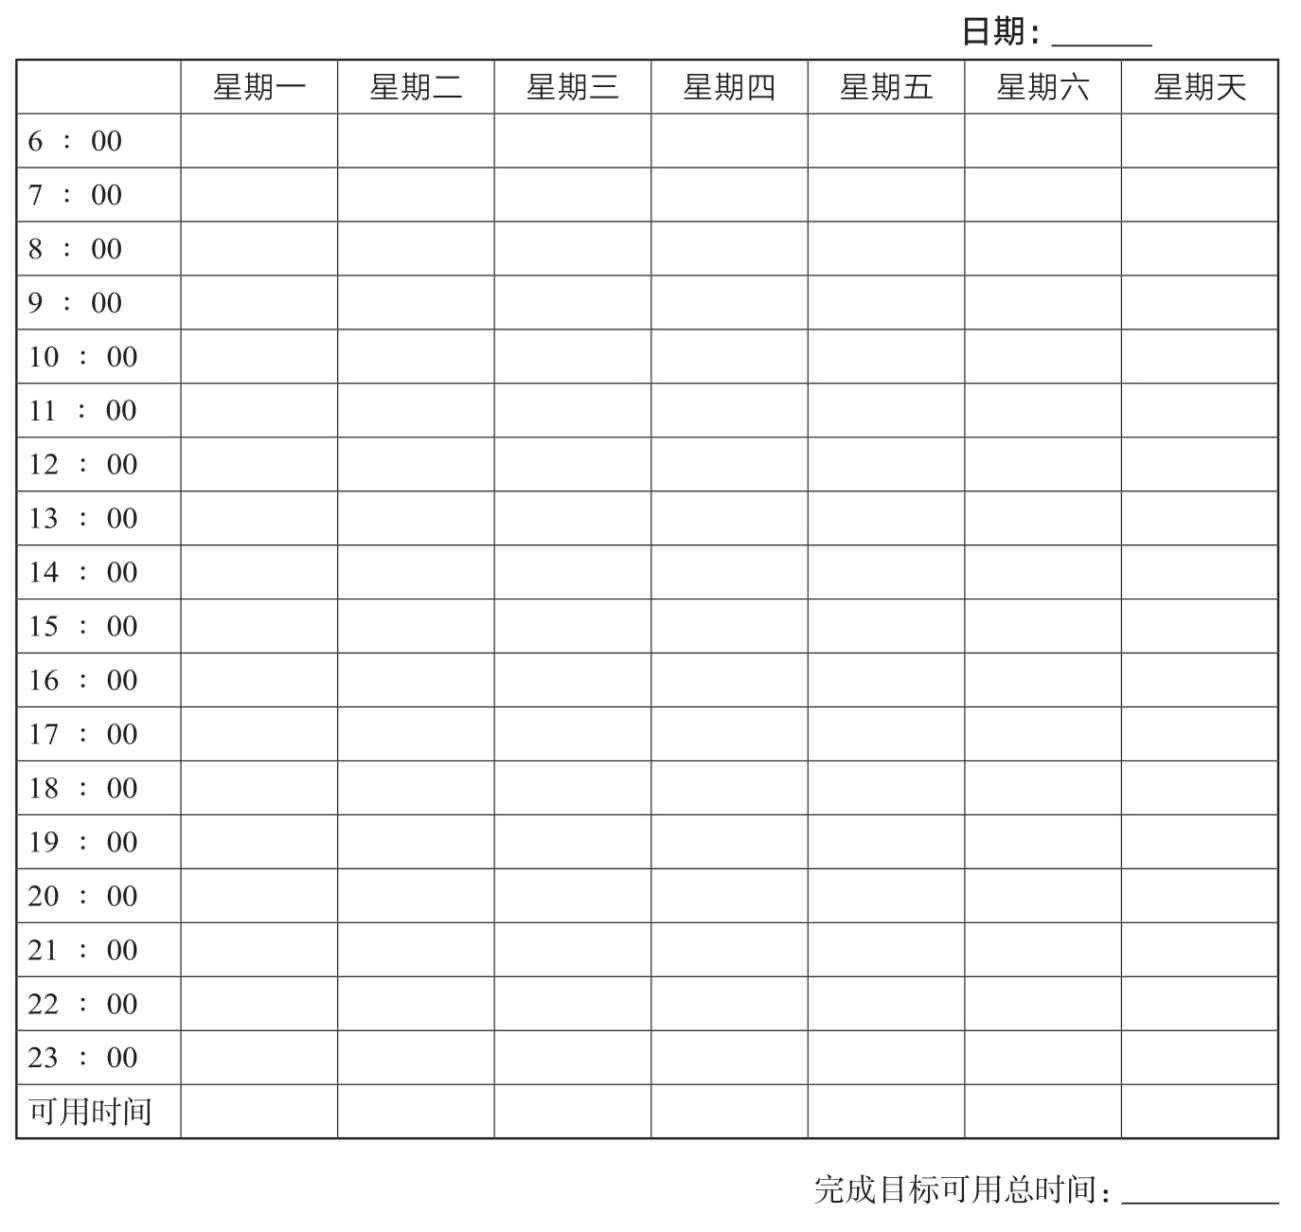 日期：
星期一 星期二 星期三 星期四 星期五 星期六 星期天
6 : 00
7 : 00
8 : 00
9 : 00
10 : 00
11 : 00
12 : 00
13 : 00
14 : 00
15 : 00
16 : 00
17 : 00
18 : 00
19 : 00
20 : 00
21 : 00
22 : 00
23 : 00
可用时间
完成目标可用总时间：